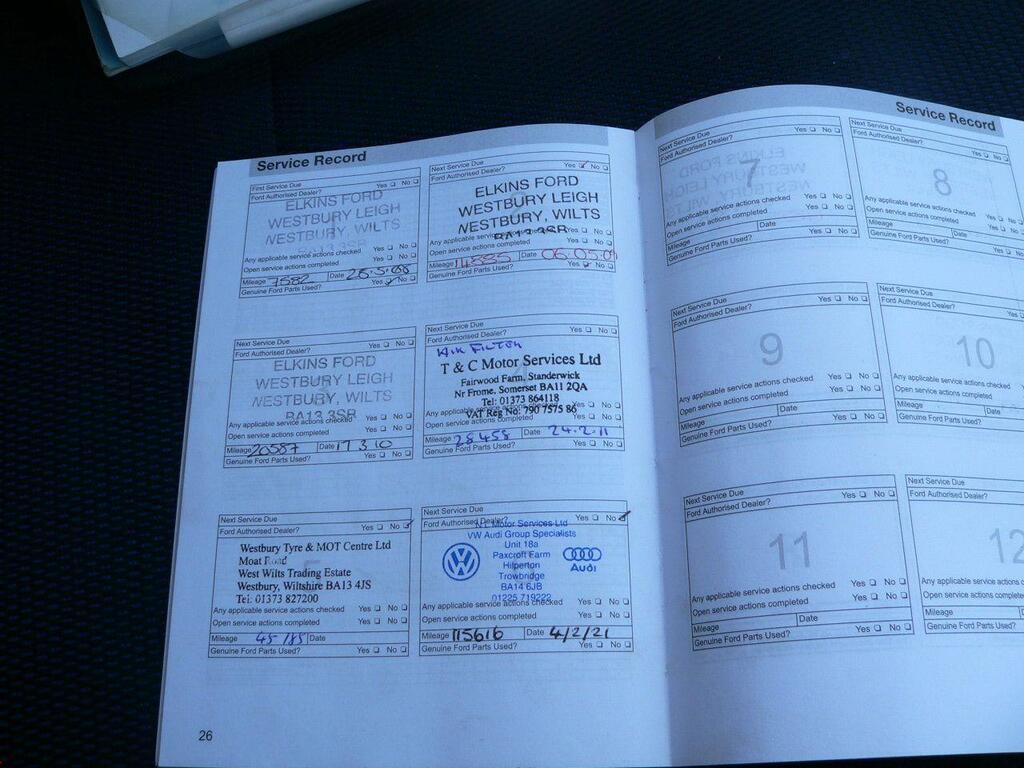 Service Record
First Service Due
Ford Authorised Dealer? Yes No
ELKINS FORD
WESTBURY LEIGH
WESTBURY, WILTS
BA13 3SR
Any applicable service actions checked Yes No
Open service actions completed Yes No
Mileage 7582 Date 26.5.08
Genuine Ford Parts Used? Yes No
Next Service Due
Ford Authorised Dealer? Yes No
ELKINS FORD
WESTBURY LEIGH
WESTBURY, WILTS
BA13 3SR
Any applicable service actions checked Yes No
Open service actions completed Yes No
Mileage 14885 Date 06.05.09
Genuine Ford Parts Used? Yes No
Next Service Due
Ford Authorised Dealer? Yes No
ELKINS FORD
WESTBURY LEIGH
WESTBURY, WILTS
BA13 3SR
Any applicable service actions checked Yes No
Open service actions completed Yes No
Mileage 20587 Date 17 3 10
Genuine Ford Parts Used? Yes No
Next Service Due
Ford Authorised Dealer? Yes No
AIR FILTER
T & C Motor Services Ltd
Fairwood Farm, Standerwick
Nr Frome, Somerset BA11 2QA
Tel: 01373 864118
VAT Reg No. 790 7575 86
Any applicable service actions checked Yes No
Open service actions completed Yes No
Mileage 28458 Date 24.2.11
Genuine Ford Parts Used? Yes No
Next Service Due
Ford Authorised Dealer? Yes No
Westbury Tyre & MOT Centre Ltd
Moat Road
West Wilts Trading Estate
Westbury, Wiltshire BA13 4JS
Tel: 01373 827200
Any applicable service actions checked Yes No
Open service actions completed Yes No
Mileage 45 185 Date
Genuine Ford Parts Used? Yes No
Next Service Due
Ford Authorised Dealer? Yes No
Motor Services Ltd
VW Audi Group Specialists
Unit 18a
Paxcroft Farm
Hilperton
Trowbridge
BA14 6JB
01225 719222
Audi
Any applicable service actions checked Yes No
Open service actions completed Yes No
Mileage 115616 Date 4/2/21
Genuine Ford Parts Used? Yes No
26
Service Record
Next Service Due
Ford Authorised Dealer? Yes No
7
Any applicable service actions checked Yes No
Open service actions completed Yes No
Mileage Date
Genuine Ford Parts Used? Yes No
Next Service Due
Ford Authorised Dealer? Yes No
8
Any applicable service actions checked Yes
Open service actions completed Yes
Mileage Date
Genuine Ford Parts Used? Yes No
Next Service Due
Ford Authorised Dealer? Yes No
9
Any applicable service actions checked Yes No
Open service actions completed Yes No
Mileage Date
Genuine Ford Parts Used? Yes No
Next Service Due
Ford Authorised Dealer? Yes
10
Any applicable service actions checked
Open service actions completed
Mileage Date
Genuine Ford Parts Used?
Next Service Due
Ford Authorised Dealer? Yes No
11
Any applicable service actions checked Yes No
Open service actions completed Yes No
Mileage Date
Genuine Ford Parts Used? Yes No
Next Service Due
Ford Authorised Dealer?
12
Any applicable service actions
Open service actions completed
Mileage
Genuine Ford Parts Used?